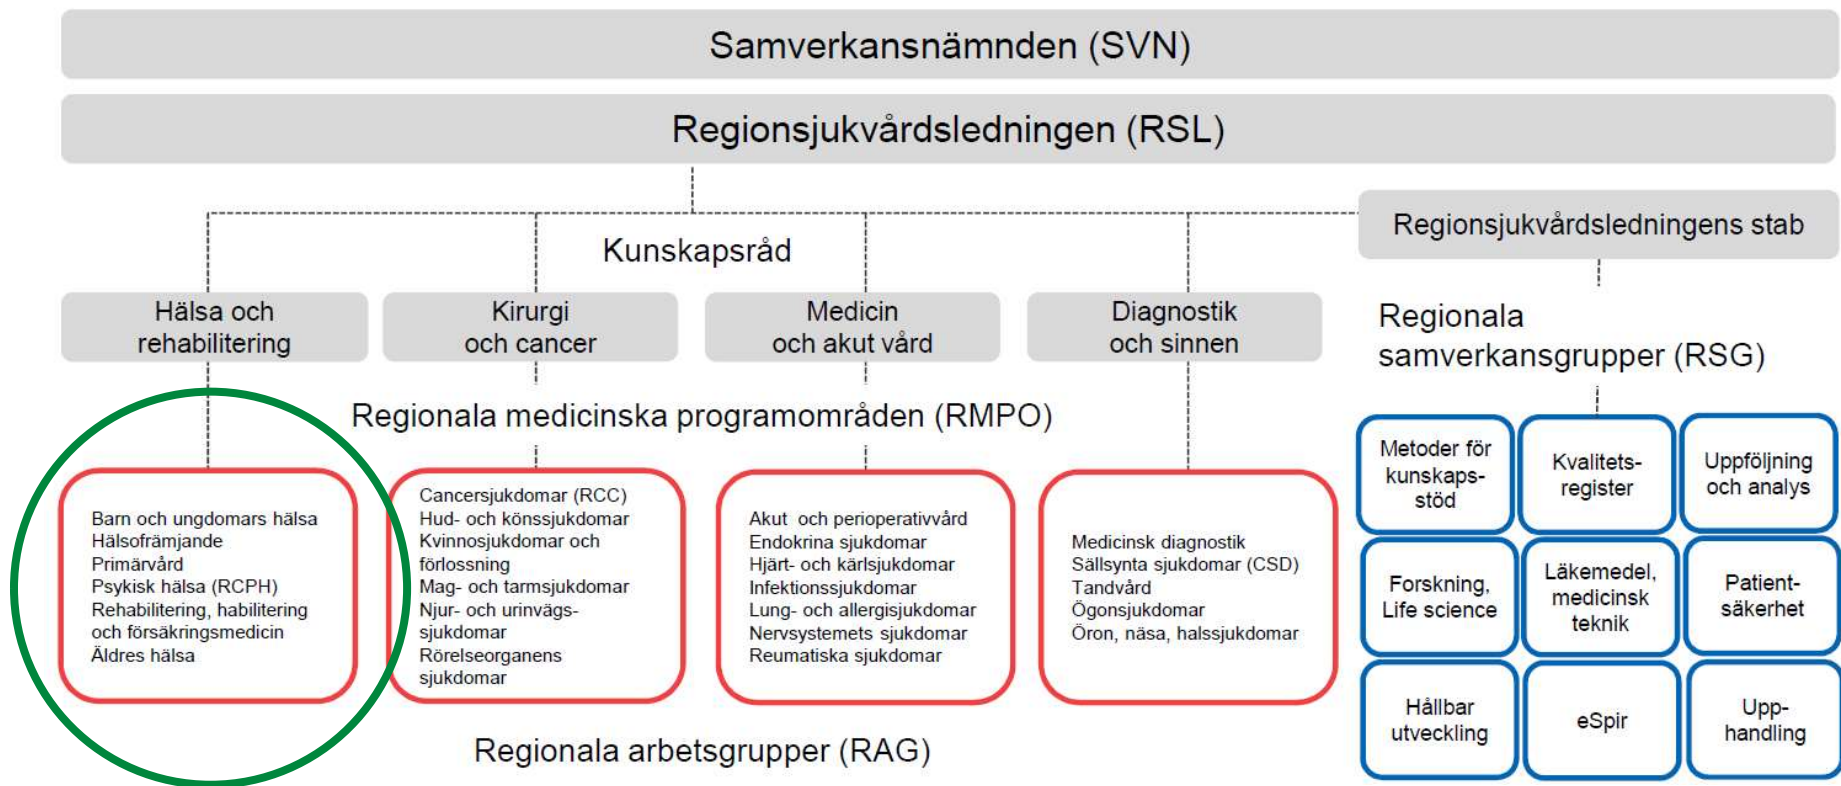 Samverkansnämnden (SVN)
Regionsjukvårdsledningen (RSL)
Regionsjukvårdsledningens stab
Kunskapsråd
Hälsa och
rehabilitering
Kirurgi
och cancer
Medicin
och akut vård
Diagnostik
och sinnen
Regionala
samverkansgrupper (RSG)
Regionala medicinska programområden (RMPO)
Barn och ungdomars hälsa
Hälsofrämjande
Primärvård
Psykisk hälsa (RCPH)
Rehabilitering, habilitering
och försäkringsmedicin
Äldres hälsa
Cancersjukdomar (RCC)
Hud- och könssjukdomar
Kvinnosjukdomar och
förlossning
Mag- och tarmsjukdomar
Njur- och urinvägs-
sjukdomar
Rörelseorganens
sjukdomar
Akut och perioperativvård
Endokrina sjukdomar
Hjärt- och kärlsjukdomar
Infektionssjukdomar
Lung- och allergisjukdomar
Nervsystemets sjukdomar
Reumatiska sjukdomar
Medicinsk diagnostik
Sällsynta sjukdomar (CSD)
Tandvård
Ögonsjukdomar
Öron, näsa, halssjukdomar
Metoder för
kunskaps-
stöd
Kvalitets-
register
Uppföljning
och analys
Forskning,
Life science
Läkemedel,
medicinsk
teknik
Patient-
säkerhet
Hållbar
utveckling
eSpir
Upp-
handling
Regionala arbetsgrupper (RAG)